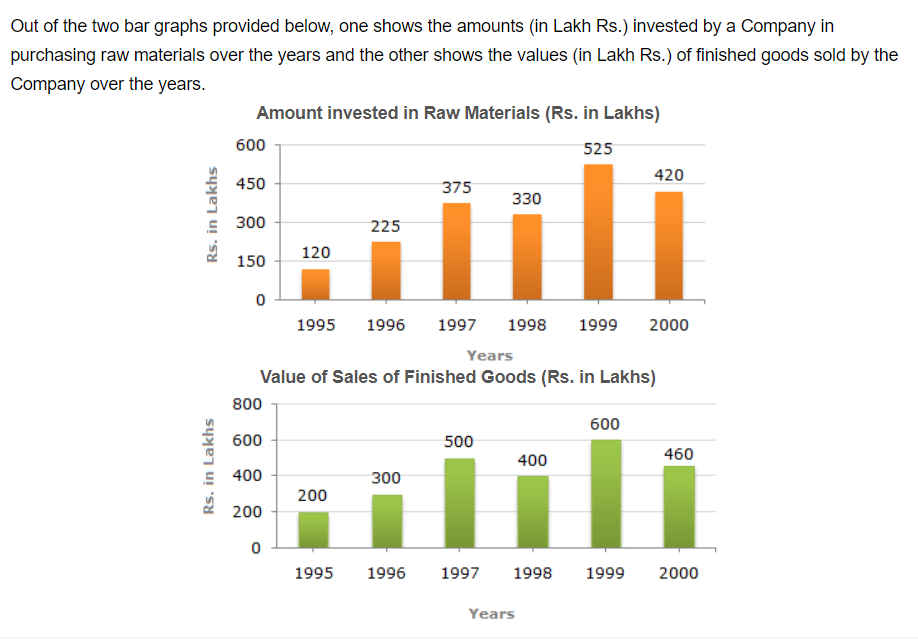 Out of the two bar graphs provided below, one shows the amounts (in Lakh Rs.) invested by a Company in
purchasing raw materials over the years and the other shows the values (in Lakh Rs.) of finished goods sold by the
Company over the years.
Amount invested in Raw Materials (Rs. in Lakhs)
Rs. in Lakhs
600
450
300
150
0
120
225
375
330
525
420
1995 1996 1997 1998 1999 2000
Years
Value of Sales of Finished Goods (Rs. in Lakhs)
Rs. in Lakhs
800
600
400
200
0
200
300
500
400
600
460
1995 1996 1997 1998 1999 2000
Years